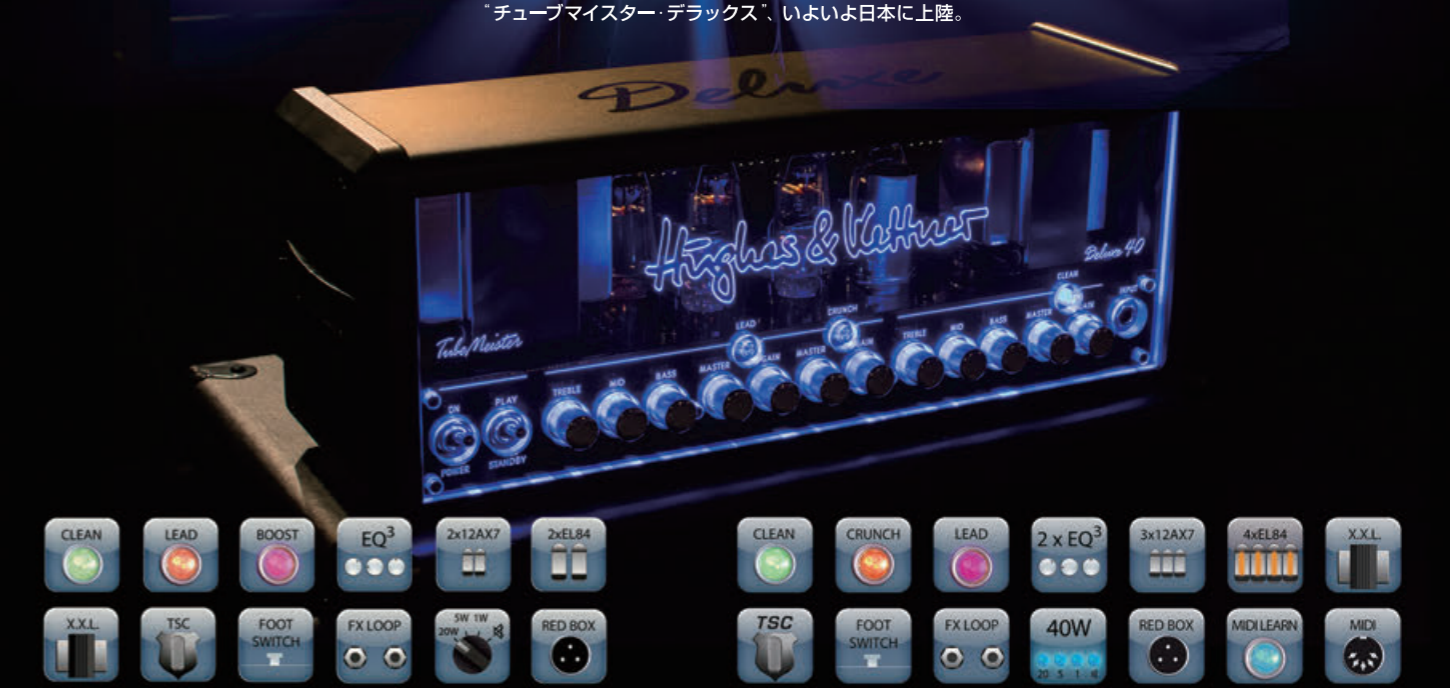 “チューブマイスター・デラックス”、いよいよ日本に上陸。
Deluxe
Hughes & Kettner
Deluxe 40
TubeMeister
CLEAN
INPUT
LEAD
CRUNCH
ON
PLAY
TREBLE
MID
BASS
MASTER
GAIN
MASTER
GAIN
TREBLE
MID
BASS
MASTER
GAIN
POWER
STANDBY
CLEAN LEAD BOOST EQ³ 2x12AX7 2xEL84
X.X.L. TSC FOOT SWITCH FX LOOP 20W 5W 1W RED BOX
CLEAN CRUNCH LEAD 2 x EQ³ 3x12AX7 4xEL84 X.X.L.
TSC FOOT SWITCH FX LOOP 40W 20 5 1 RED BOX MIDI LEARN MIDI